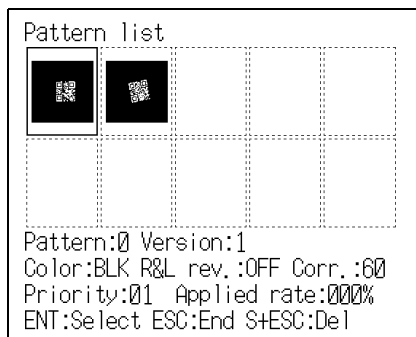 Pattern list
Pattern:0 Version:1
Color:BLK R&L rev.:OFF Corr.:60
Priority:01 Applied rate:000%
ENT:Select ESC:End S+ESC:Del